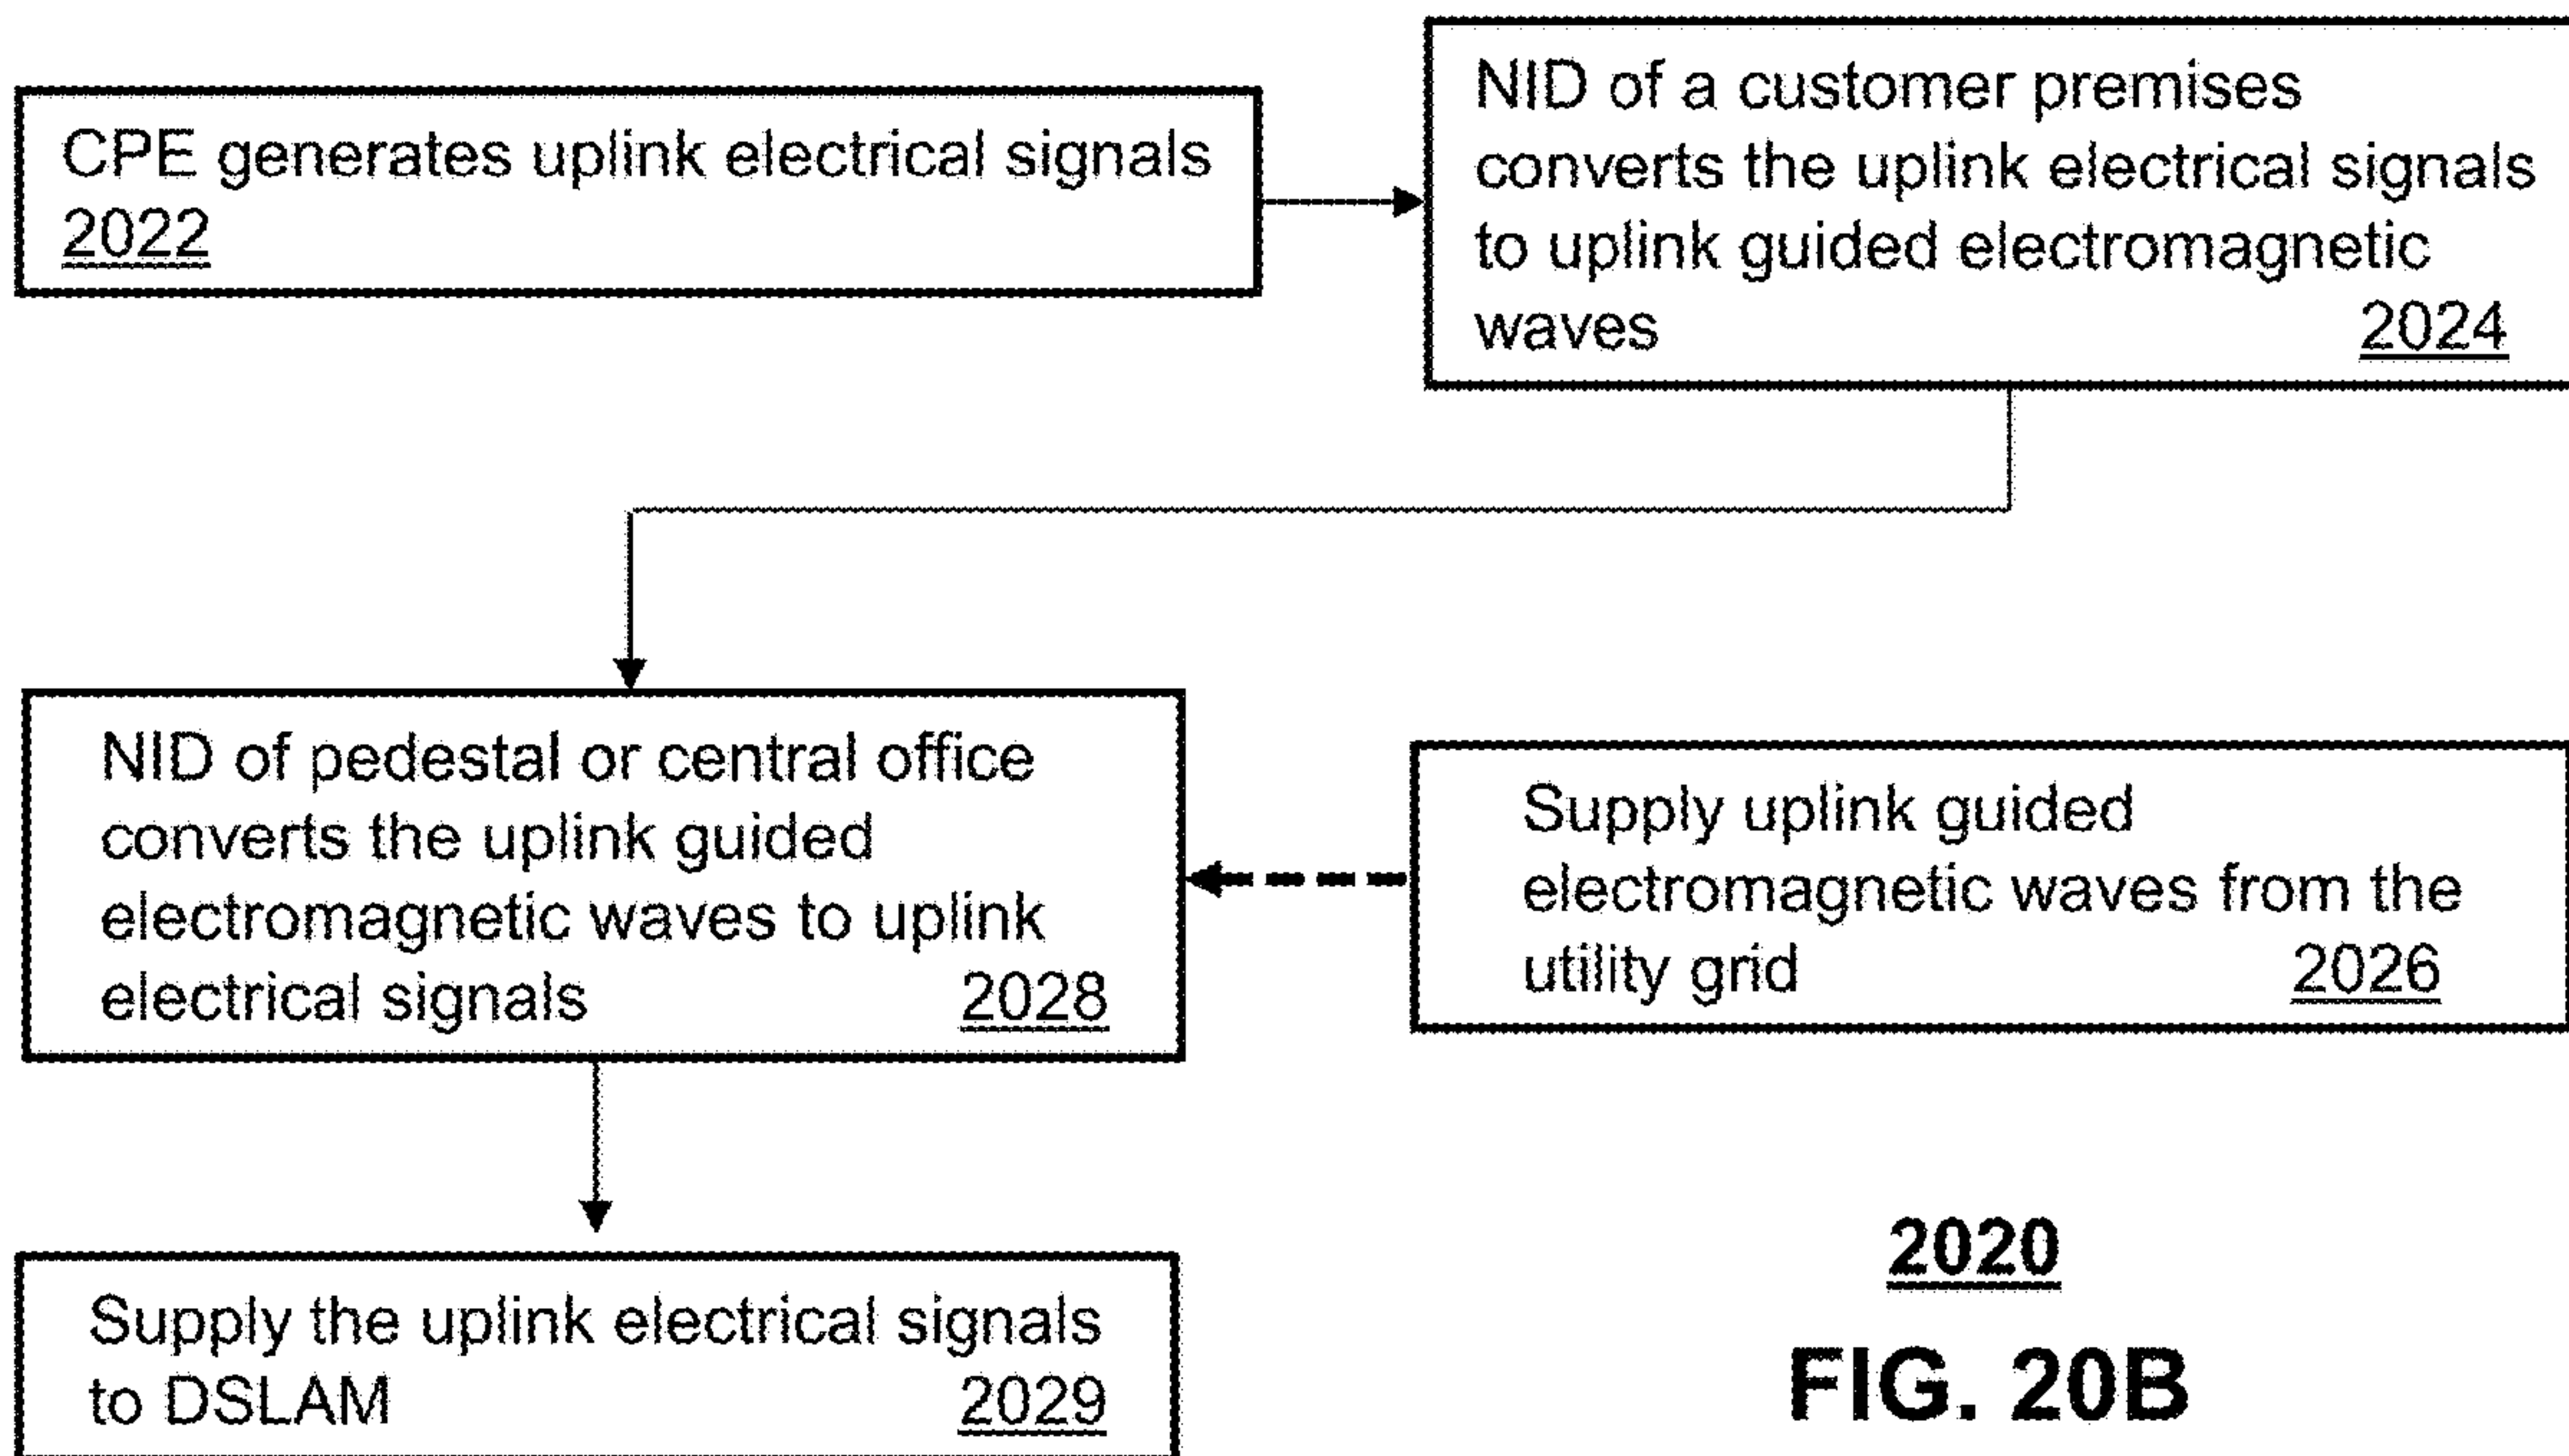 CPE generates uplink electrical signals
2022
NID of a customer premises
converts the uplink electrical signals
to uplink guided electromagnetic
waves 2024
NID of pedestal or central office
converts the uplink guided
electromagnetic waves to uplink
electrical signals 2028
Supply uplink guided
electromagnetic waves from the
utility grid 2026
Supply the uplink electrical signals
to DSLAM 2029
2020
FIG. 20B